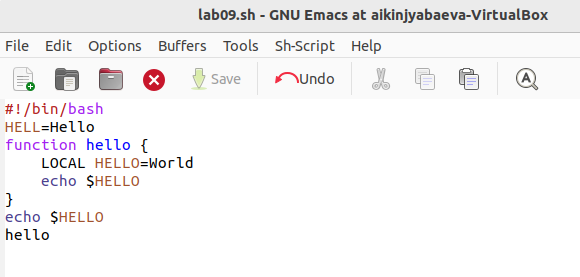 lab09.sh - GNU Emacs at aikinjyabaeva-VirtualBox
File Edit Options Buffers Tools Sh-Script Help
Save Undo
#!/bin/bash
HELL=Hello
function hello {
    LOCAL HELLO=World
    echo $HELLO
}
echo $HELLO
hello